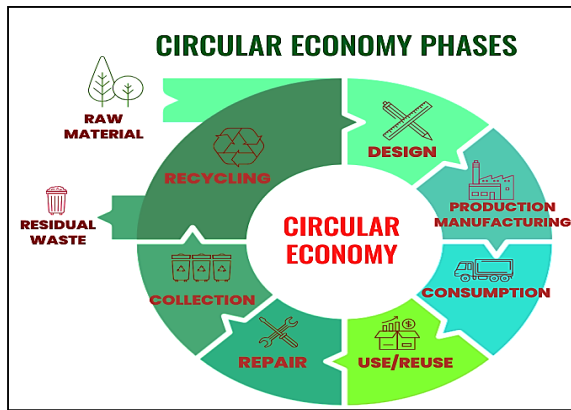 CIRCULAR ECONOMY PHASES
RAW
MATERIAL
RECYCLING
DESIGN
PRODUCTION
MANUFACTURING
RESIDUAL
WASTE
CIRCULAR
ECONOMY
COLLECTION
CONSUMPTION
REPAIR
USE/REUSE